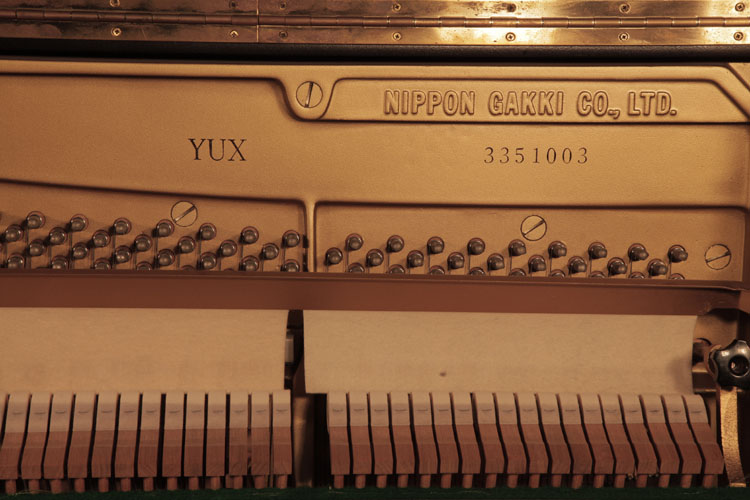 NIPPON GAKKI CO., LTD.
YUX 3351003